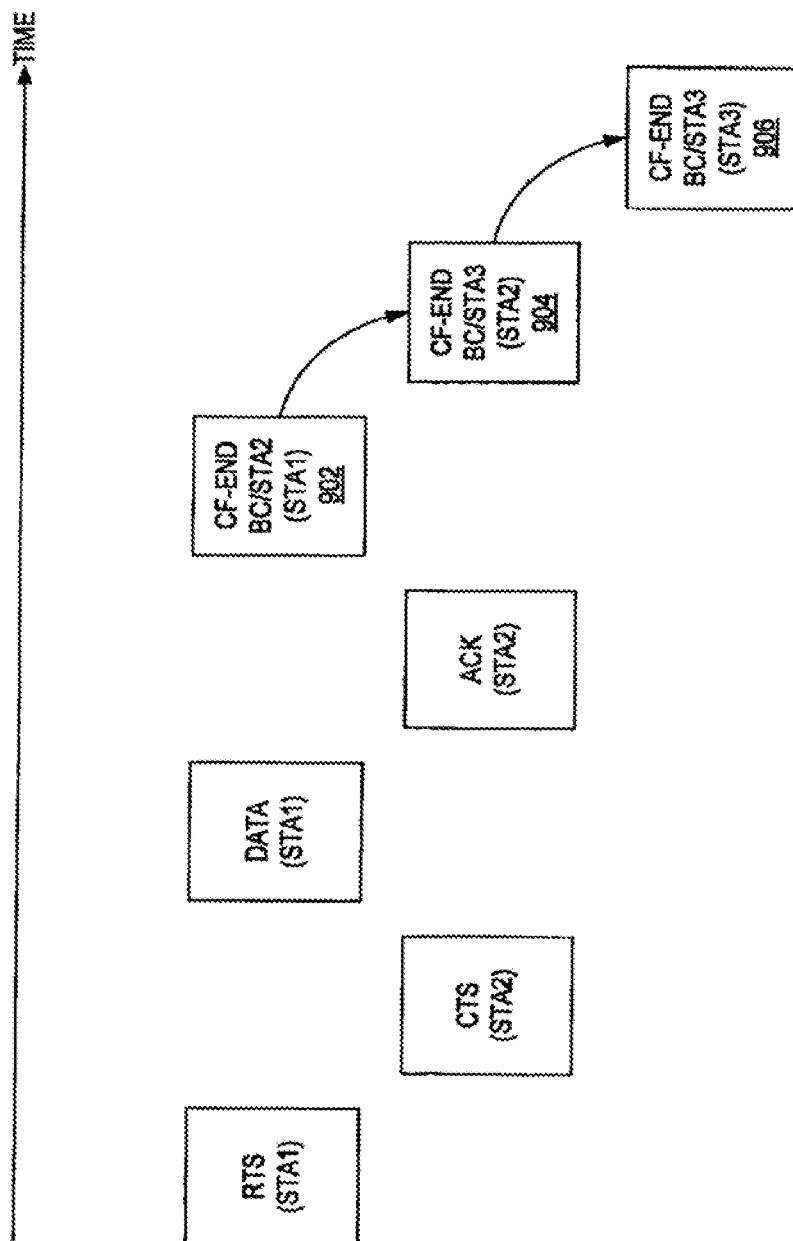 TIME
RTS
(STA1)
CTS
(STA2)
DATA
(STA1)
ACK
(STA2)
CF-END
BC/STA2
(STA1)
902
CF-END
BC/STA3
(STA2)
904
CF-END
BC/STA3
(STA3)
906